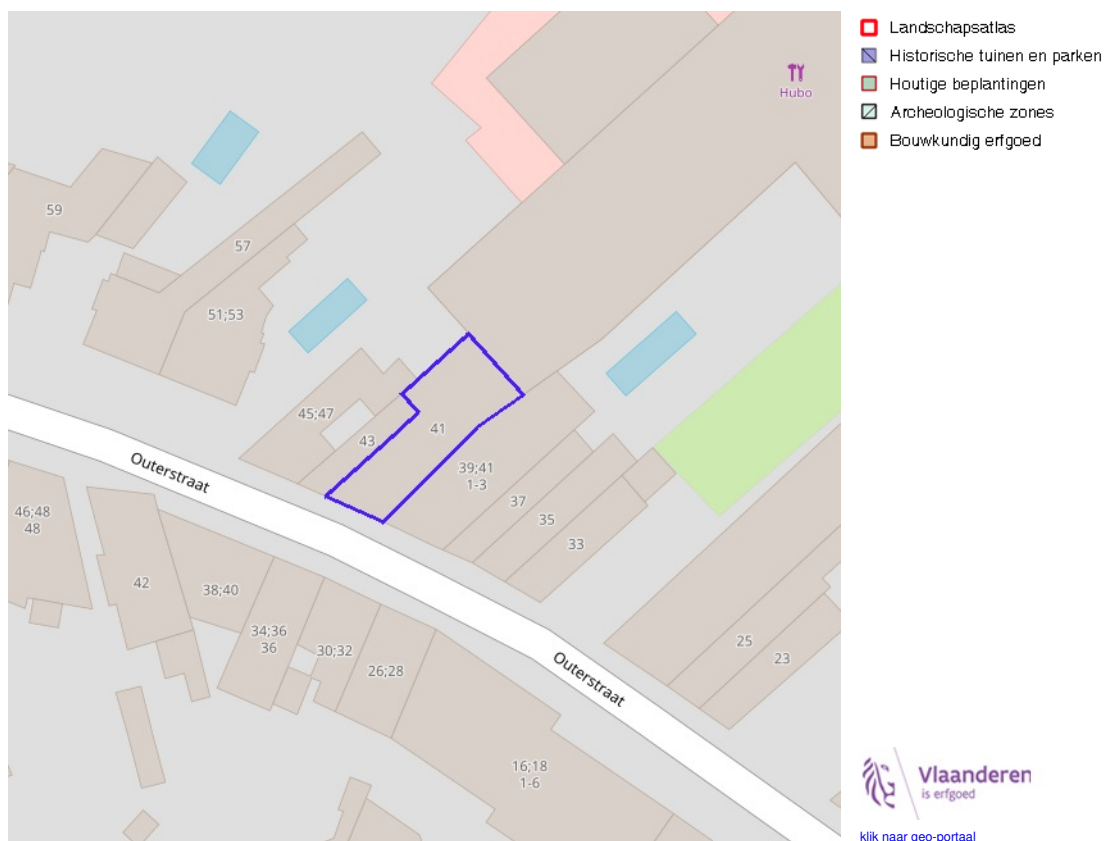 Landschapsatlas
Historische tuinen en parken
Houtige beplantingen
Archeologische zones
Bouwkundig erfgoed
Hubo
59
57
51;53
45;47
43
41
39;41
1-3
37
35
33
Outerstraat
46;48
48
42
38;40
34;36
36
30;32
26;28
25
23
Outerstraat
16;18
1-6
Vlaanderen
is erfgoed
klik naar geo-portaal